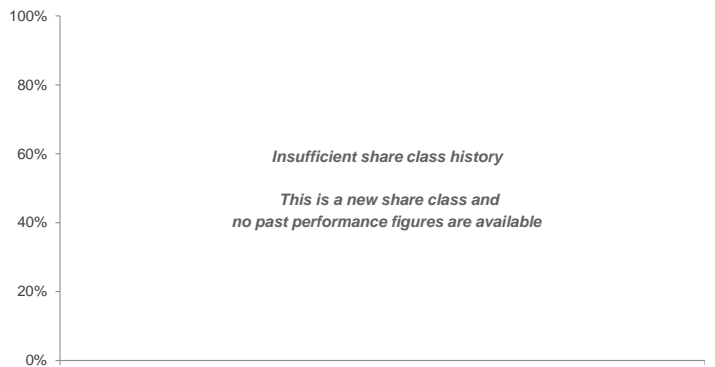 100%
80%
60%
40%
20%
0%
Insufficient share class history
This is a new share class and
no past performance figures are available